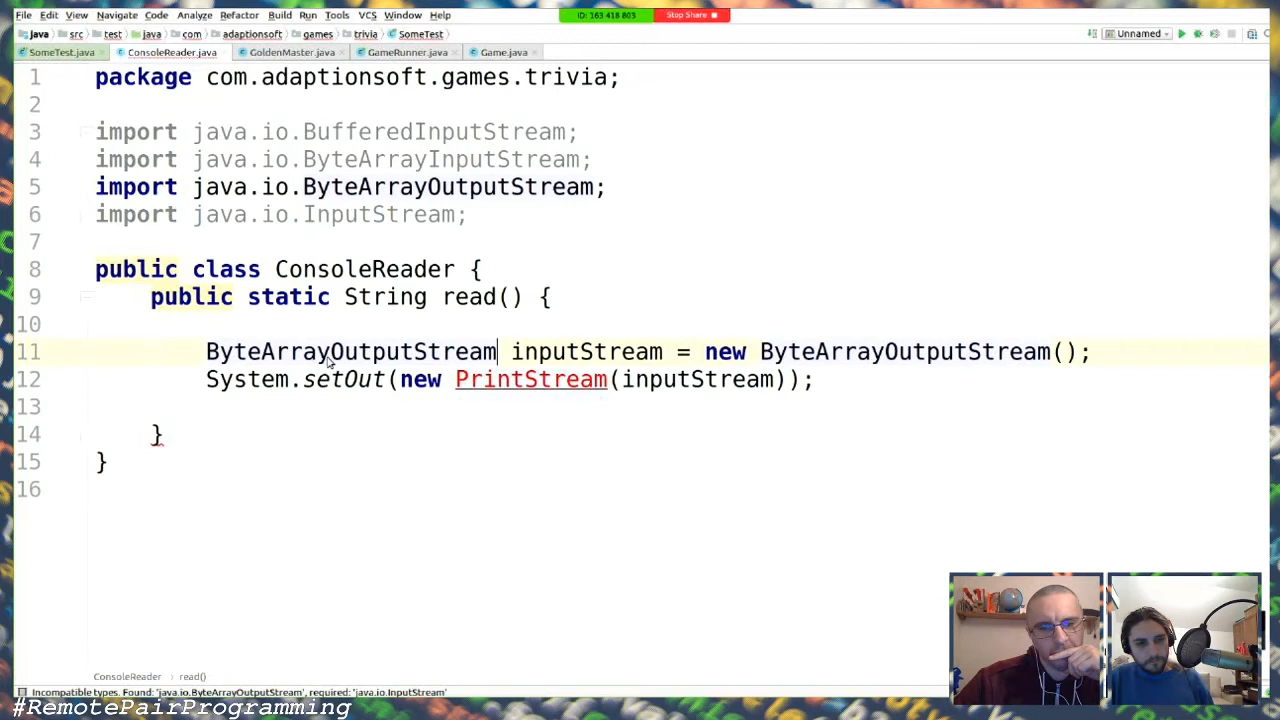 File Edit View Navigate Code Analyze Refactor Build Run Tools VCS Window Help
ID: 163 418 803 Stop Share
java src test java com adaptionsoft games trivia SomeTest Unnamed
SomeTest.java ConsoleReader.java GoldenMaster.java GameRunner.java Game.java
1 package com.adaptionsoft.games.trivia;
2
3 import java.io.BufferedInputStream;
4 import java.io.ByteArrayInputStream;
5 import java.io.ByteArrayOutputStream;
6 import java.io.InputStream;
7
8 public class ConsoleReader {
9 public static String read() {
10
11 ByteArrayOutputStream inputStream = new ByteArrayOutputStream();
12 System.setOut(new PrintStream(inputStream));
13
14 }
15 }
16
ConsoleReader › read()
Incompatible types. Found: 'java.io.ByteArrayOutputStream', required: 'java.io.InputStream'
#RemotePairProgramming